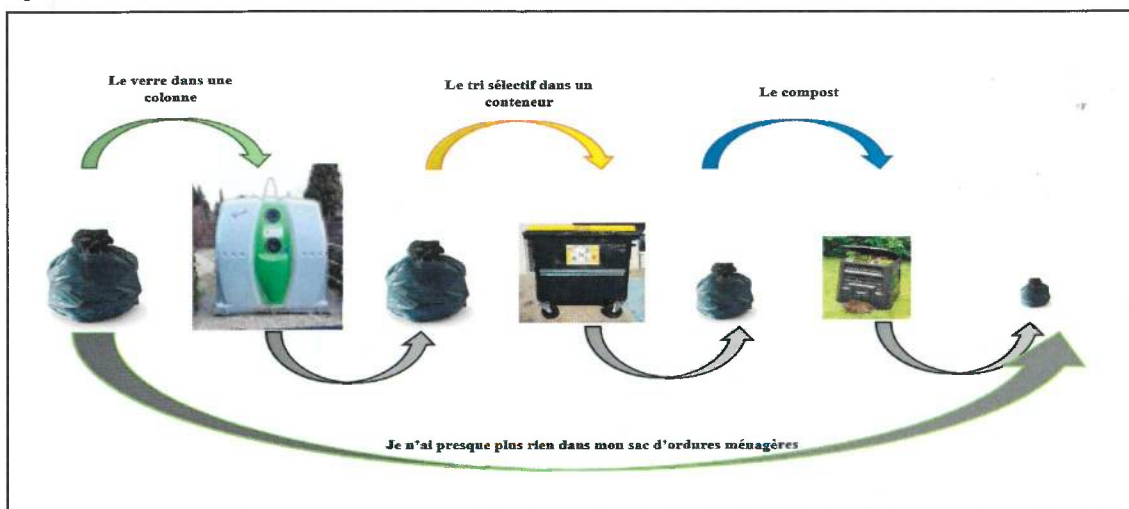 Le verre dans une
colonne
Le tri sélectif dans un
conteneur
Le compost
Je n'ai presque plus rien dans mon sac d'ordures ménagères